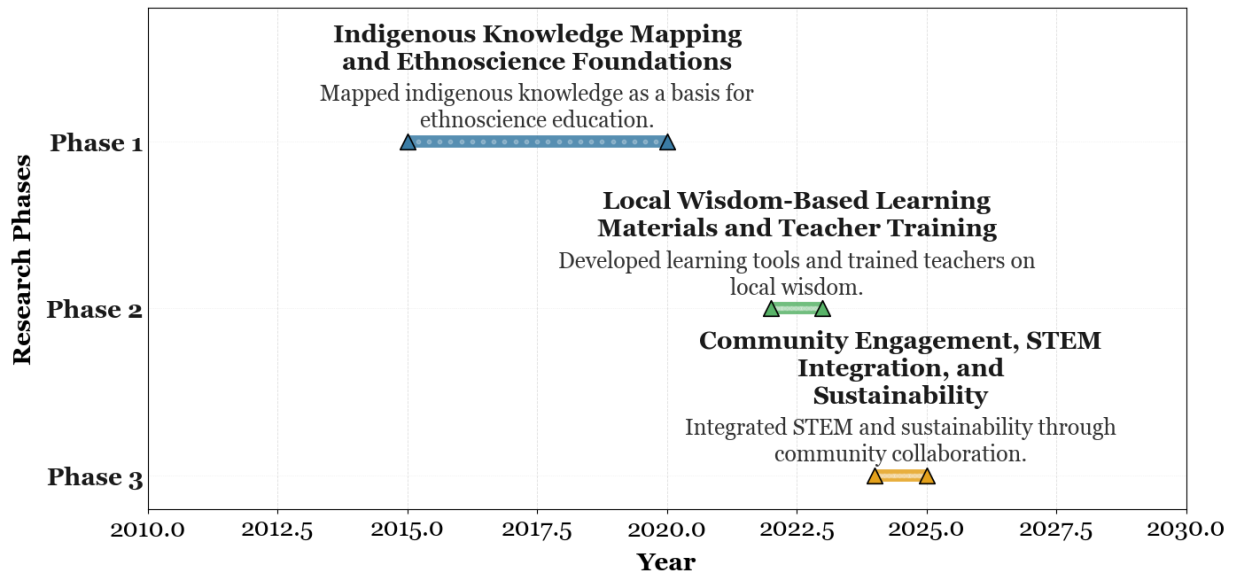 Indigenous Knowledge Mapping
and Ethnoscience Foundations
Mapped indigenous knowledge as a basis for
ethnoscience education.
Phase 1
Local Wisdom-Based Learning
Materials and Teacher Training
Developed learning tools and trained teachers on
local wisdom.
Phase 2
Community Engagement, STEM
Integration, and
Sustainability
Integrated STEM and sustainability through
community collaboration.
Phase 3
Research Phases
2010.0 2012.5 2015.0 2017.5 2020.0 2022.5 2025.0 2027.5 2030.0
Year